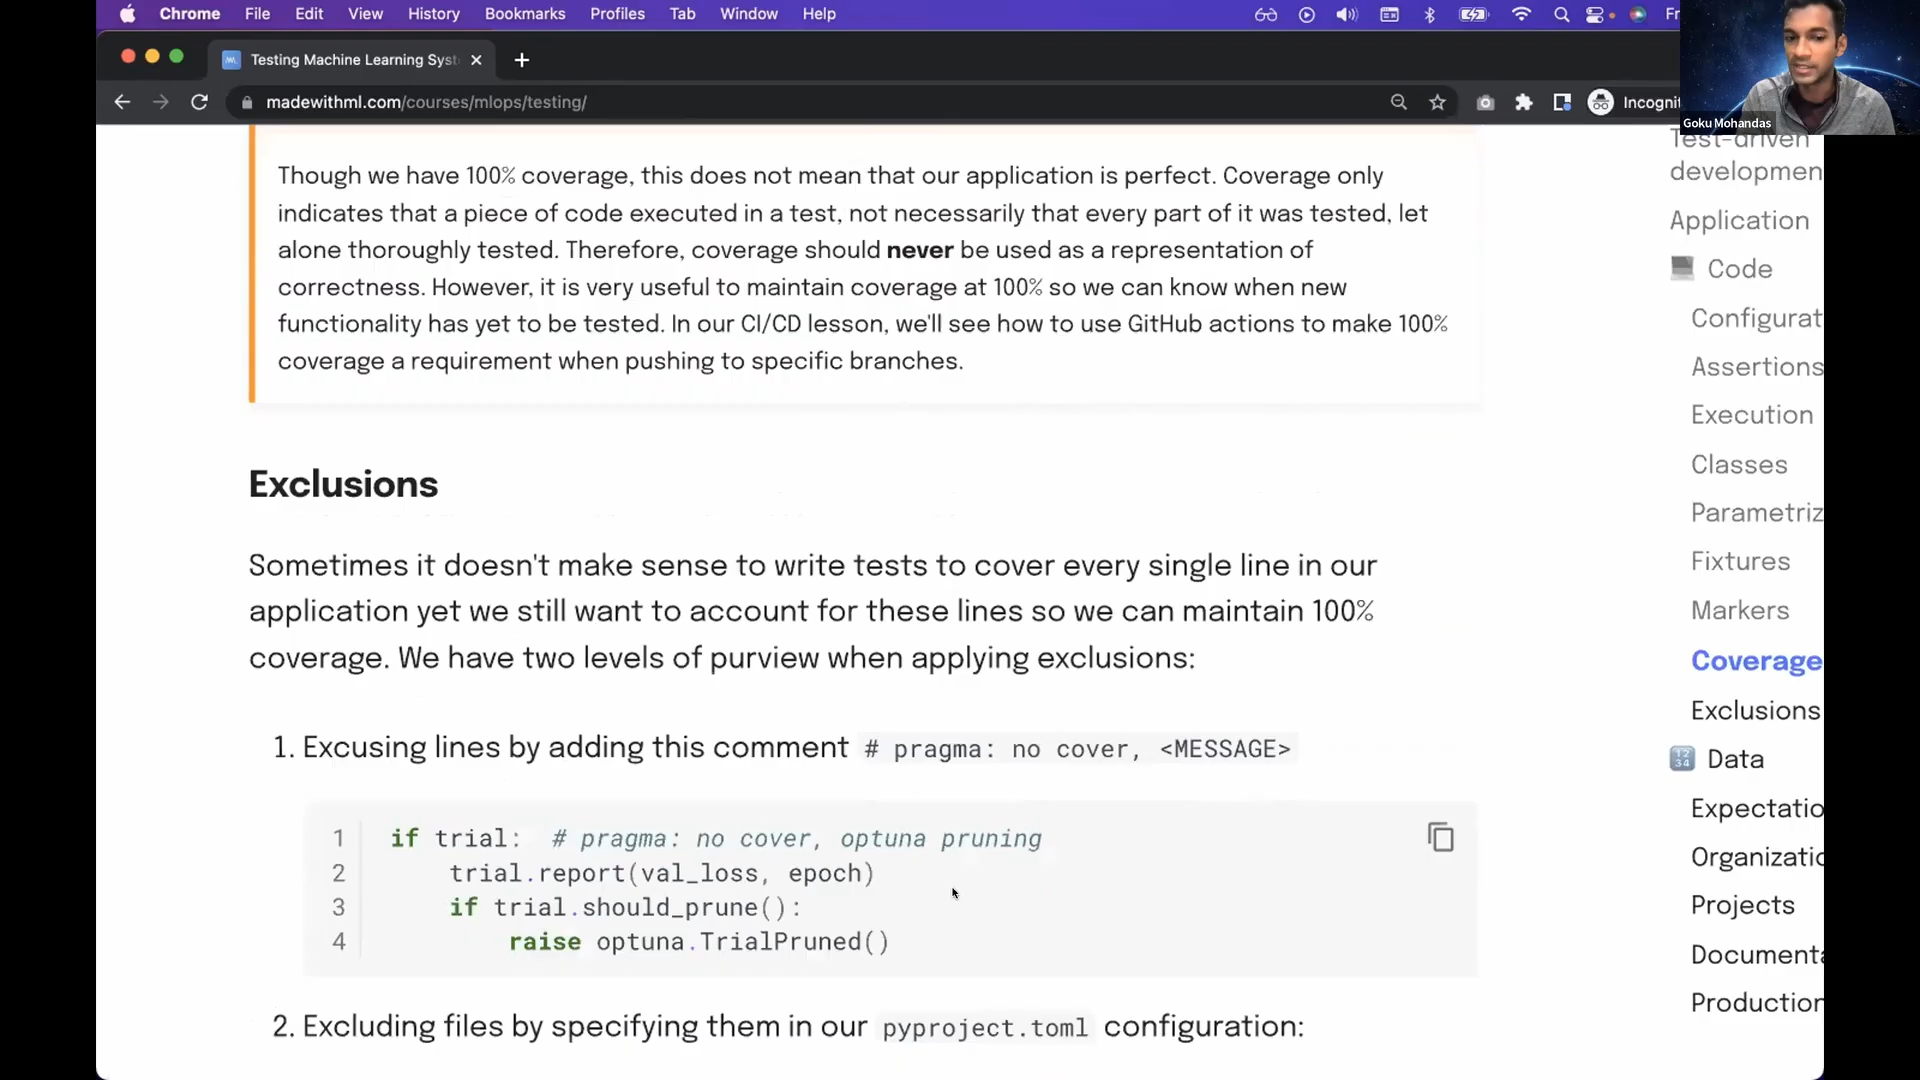 Chrome File Edit View History Bookmarks Profiles Tab Window Help Fr
Testing Machine Learning Syst
madewithml.com/courses/mlops/testing/
Incognit
Goku Mohandas
Though we have 100% coverage, this does not mean that our application is perfect. Coverage only
indicates that a piece of code executed in a test, not necessarily that every part of it was tested, let
alone thoroughly tested. Therefore, coverage should never be used as a representation of
correctness. However, it is very useful to maintain coverage at 100% so we can know when new
functionality has yet to be tested. In our CI/CD lesson, we'll see how to use GitHub actions to make 100%
coverage a requirement when pushing to specific branches.
Exclusions
Sometimes it doesn't make sense to write tests to cover every single line in our
application yet we still want to account for these lines so we can maintain 100%
coverage. We have two levels of purview when applying exclusions:
1. Excusing lines by adding this comment # pragma: no cover, <MESSAGE>
1 if trial: # pragma: no cover, optuna pruning
2 trial.report(val_loss, epoch)
3 if trial.should_prune():
4 raise optuna.TrialPruned()
2. Excluding files by specifying them in our pyproject.toml configuration:
Test-driven
developmen
Application
Code
Configurat
Assertions
Execution
Classes
Parametriz
Fixtures
Markers
Coverage
Exclusions
Data
Expectatio
Organizatic
Projects
Documenta
Production